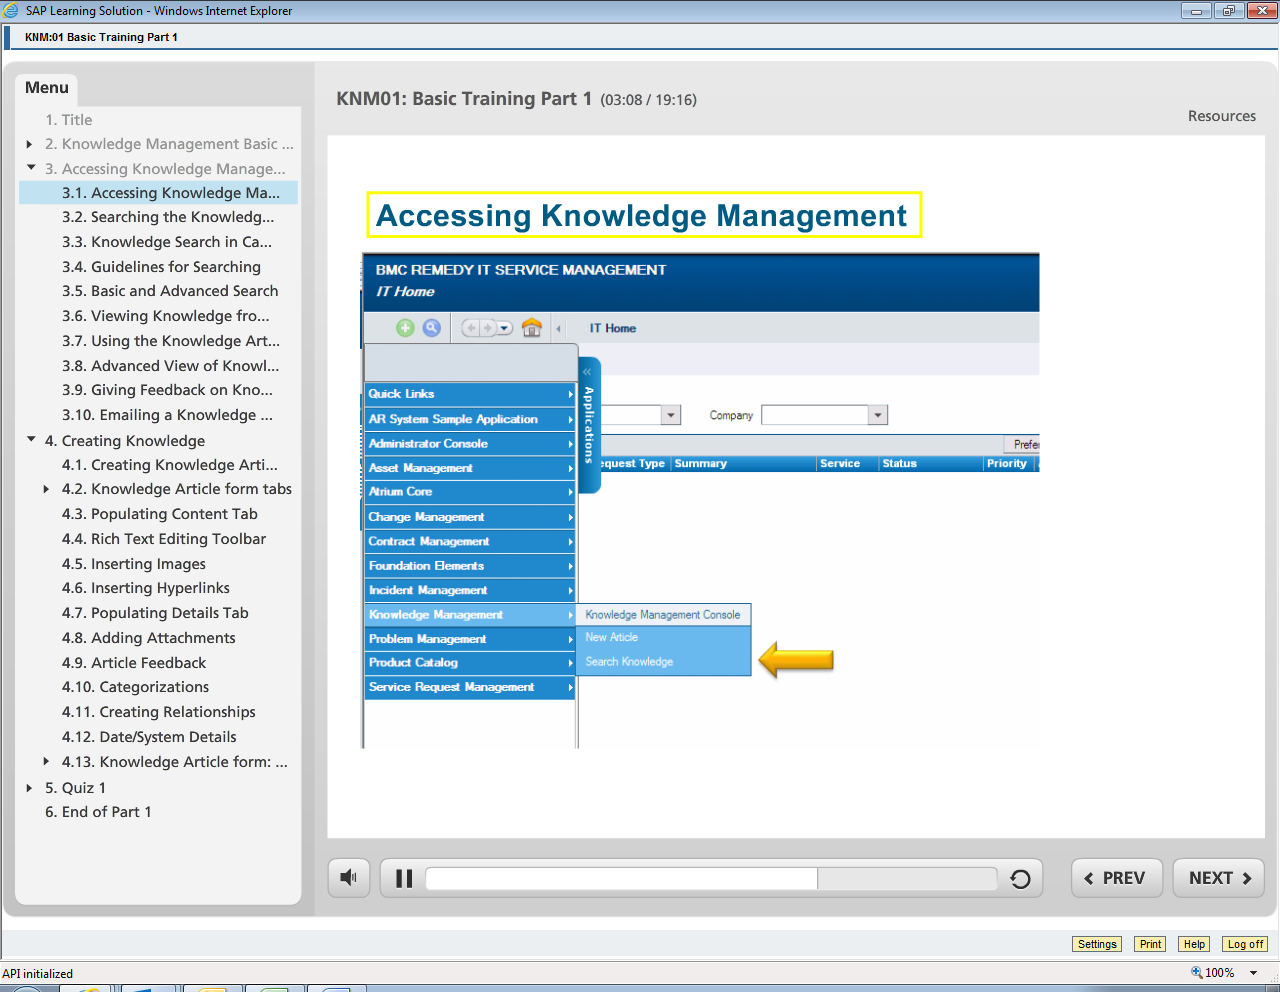 SAP Learning Solution - Windows Internet Explorer
KNM:01 Basic Training Part 1
Menu
1. Title
2. Knowledge Management Basic ...
3. Accessing Knowledge Manage...
3.1. Accessing Knowledge Ma...
3.2. Searching the Knowledg...
3.3. Knowledge Search in Ca...
3.4. Guidelines for Searching
3.5. Basic and Advanced Search
3.6. Viewing Knowledge fro...
3.7. Using the Knowledge Art...
3.8. Advanced View of Knowl...
3.9. Giving Feedback on Kno...
3.10. Emailing a Knowledge ...
4. Creating Knowledge
4.1. Creating Knowledge Arti...
4.2. Knowledge Article form tabs
4.3. Populating Content Tab
4.4. Rich Text Editing Toolbar
4.5. Inserting Images
4.6. Inserting Hyperlinks
4.7. Populating Details Tab
4.8. Adding Attachments
4.9. Article Feedback
4.10. Categorizations
4.11. Creating Relationships
4.12. Date/System Details
4.13. Knowledge Article form: ...
5. Quiz 1
6. End of Part 1
KNM01: Basic Training Part 1 (03:08 / 19:16)
Resources
Accessing Knowledge Management
BMC REMEDY IT SERVICE MANAGEMENT
IT Home
IT Home
Quick Links
AR System Sample Application
Administrator Console
Asset Management
Atrium Core
Change Management
Contract Management
Foundation Elements
Incident Management
Knowledge Management
Problem Management
Product Catalog
Service Request Management
Applications
Company
Prefe
equest Type Summary Service Status Priority
Knowledge Management Console
New Article
Search Knowledge
PREV NEXT
Settings Print Help Log off
API initialized
100%